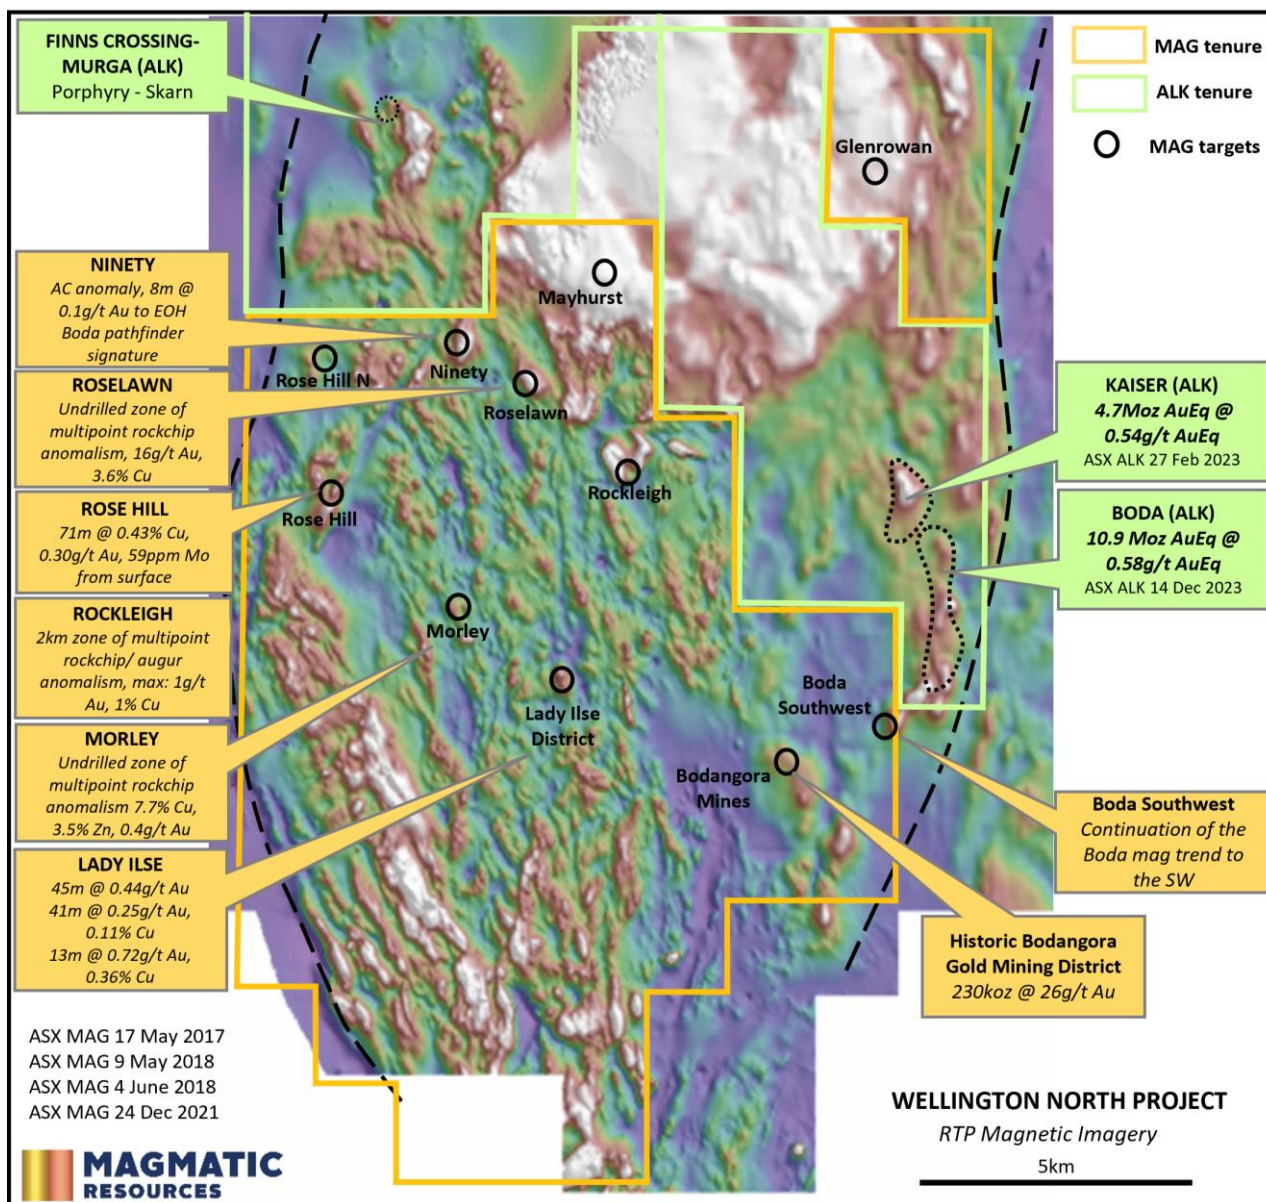 FINNS CROSSING-
MURGA (ALK)
Porphyry - Skarn
MAG tenure
ALK tenure
MAG targets
Glenrowan
Mayhurst
NINETY
AC anomaly, 8m @
0.1g/t Au to EOH
Boda pathfinder
signature
Rose Hill N
Ninety
Roselawn
ROSELAWN
Undrilled zone of
multipoint rockchip
anomalism, 16g/t Au,
3.6% Cu
KAISER (ALK)
4.7Moz AuEq @
0.54g/t AuEq
ASX ALK 27 Feb 2023
Rockleigh
Rose Hill
ROSE HILL
71m @ 0.43% Cu,
0.30g/t Au, 59ppm Mo
from surface
BODA (ALK)
10.9 Moz AuEq @
0.58g/t AuEq
ASX ALK 14 Dec 2023
ROCKLEIGH
2km zone of multipoint
rockchip/ augur
anomalism, max: 1g/t
Au, 1% Cu
Morley
Lady Ilse
District
Boda
Southwest
Bodangora
Mines
MORLEY
Undrilled zone of
multipoint rockchip
anomalism 7.7% Cu,
3.5% Zn, 0.4g/t Au
Boda Southwest
Continuation of the
Boda mag trend to
the SW
LADY ILSE
45m @ 0.44g/t Au
41m @ 0.25g/t Au,
0.11% Cu
13m @ 0.72g/t Au,
0.36% Cu
Historic Bodangora
Gold Mining District
230koz @ 26g/t Au
ASX MAG 17 May 2017
ASX MAG 9 May 2018
ASX MAG 4 June 2018
ASX MAG 24 Dec 2021
WELLINGTON NORTH PROJECT
RTP Magnetic Imagery
5km
MAGMATIC
RESOURCES